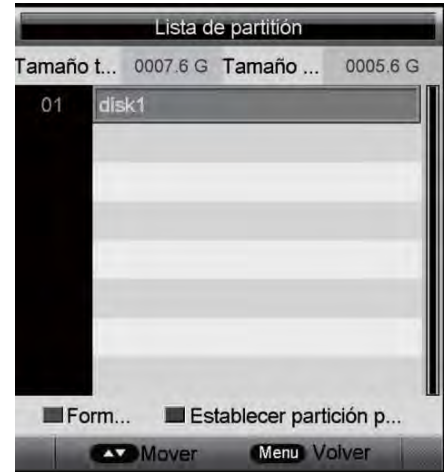 Lista de partitión
Tamaño t... 0007.6 G Tamaño ... 0005.6 G
01 disk1
Form... Establecer partición p...
Mover Menu Volver